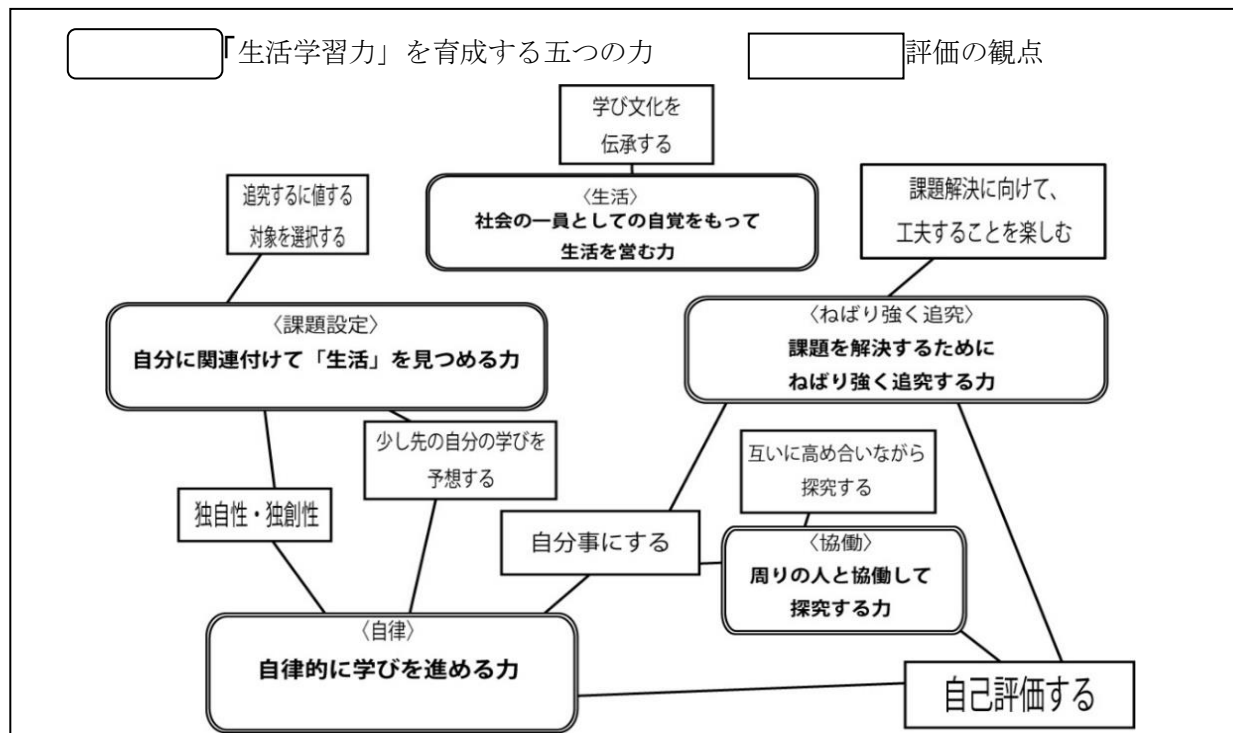 「生活学習力」を育成する五つの力
評価の観点
学び文化を
伝承する
〈生活〉
社会の一員としての自覚をもって
生活を営む力
追究するに値する
対象を選択する
課題解決に向けて、
工夫することを楽しむ
〈課題設定〉
自分に関連付けて「生活」を見つめる力
〈ねばり強く追究〉
課題を解決するために
ねばり強く追究する力
少し先の自分の学びを
予想する
互いに高め合いながら
探究する
独自性・独創性
自分事にする
〈協働〉
周りの人と協働して
探究する力
〈自律〉
自律的に学びを進める力
自己評価する